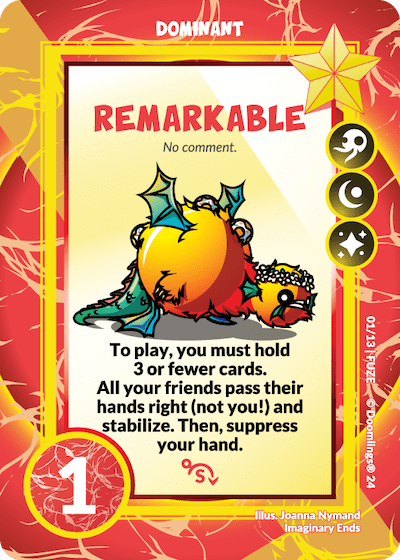 DOMINANT
REMARKABLE
No comment.
To play, you must hold
3 or fewer cards.
All your friends pass their
hands right (not you!) and
stabilize. Then, suppress
your hand.
S
1
01/13 | FUZE ©Doomlings® 24
Illus. Joanna Nymand
Imaginary Ends